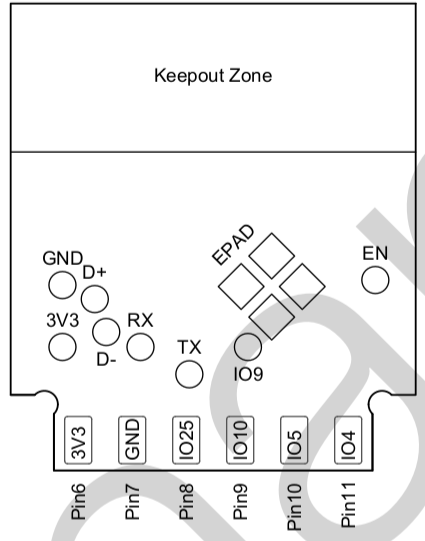 Keepout Zone
EPAD
GND
D+
EN
3V3
D-
RX
TX
IO9
3V3
GND
IO25
IO10
IO5
IO4
Pin6
Pin7
Pin8
Pin9
Pin10
Pin11